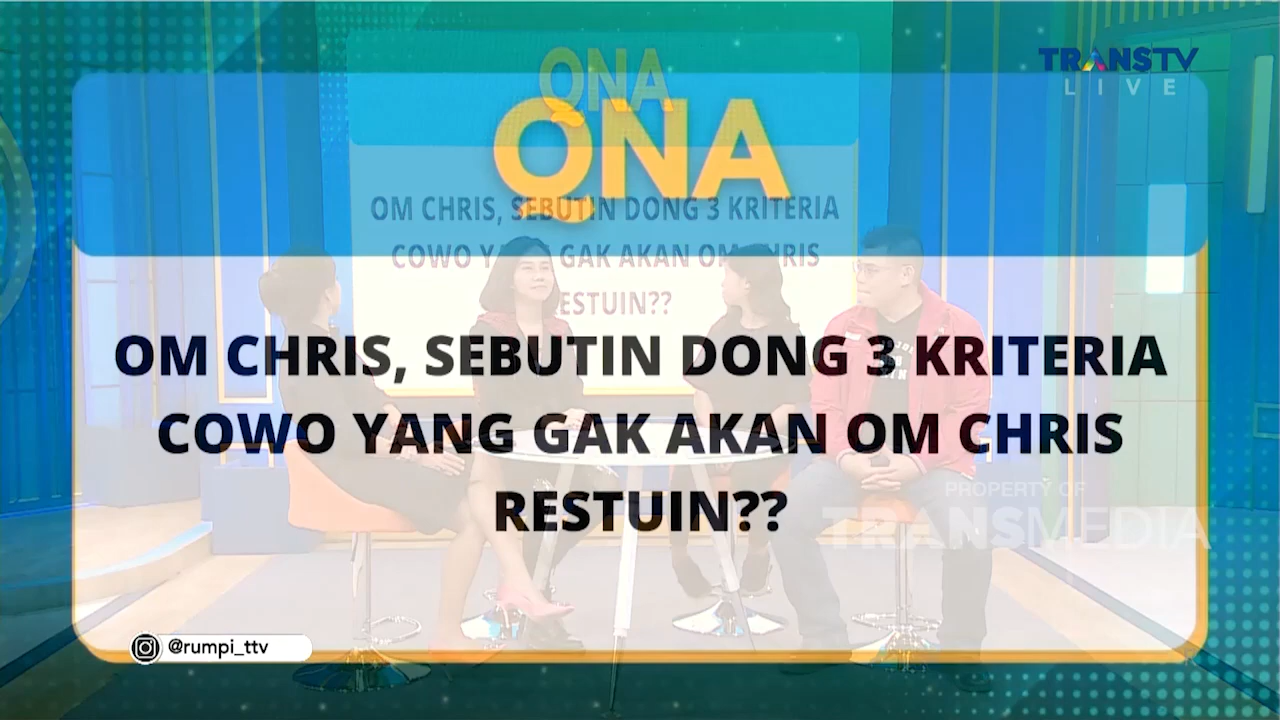 TRANSTV
LIVE
QNA
QNA
OM CHRIS, SEBUTIN DONG 3 KRITERIA
COWO YANG GAK AKAN OM CHRIS
RESTUIN??
OM CHRIS, SEBUTIN DONG 3 KRITERIA
COWO YANG GAK AKAN OM CHRIS
RESTUIN??
PROPERTY OF
TRANSMEDIA
@rumpi_ttv